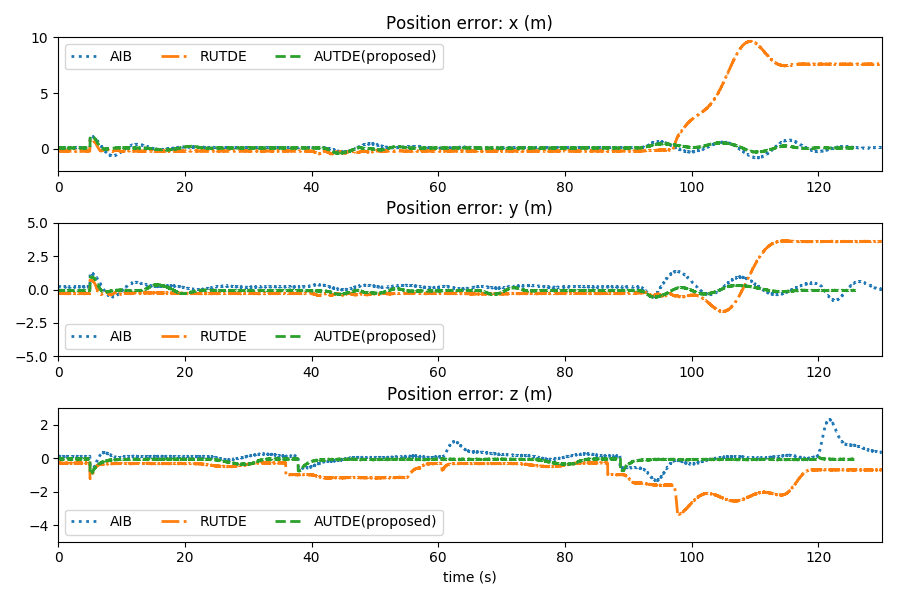 Position error: x (m)
10
5
0
AIB RUTDE AUTDE(proposed)
0 20 40 60 80 100 120
Position error: y (m)
5.0
2.5
0.0
−2.5
−5.0
AIB RUTDE AUTDE(proposed)
0 20 40 60 80 100 120
Position error: z (m)
2
0
−2
−4
AIB RUTDE AUTDE(proposed)
0 20 40 60 80 100 120
time (s)